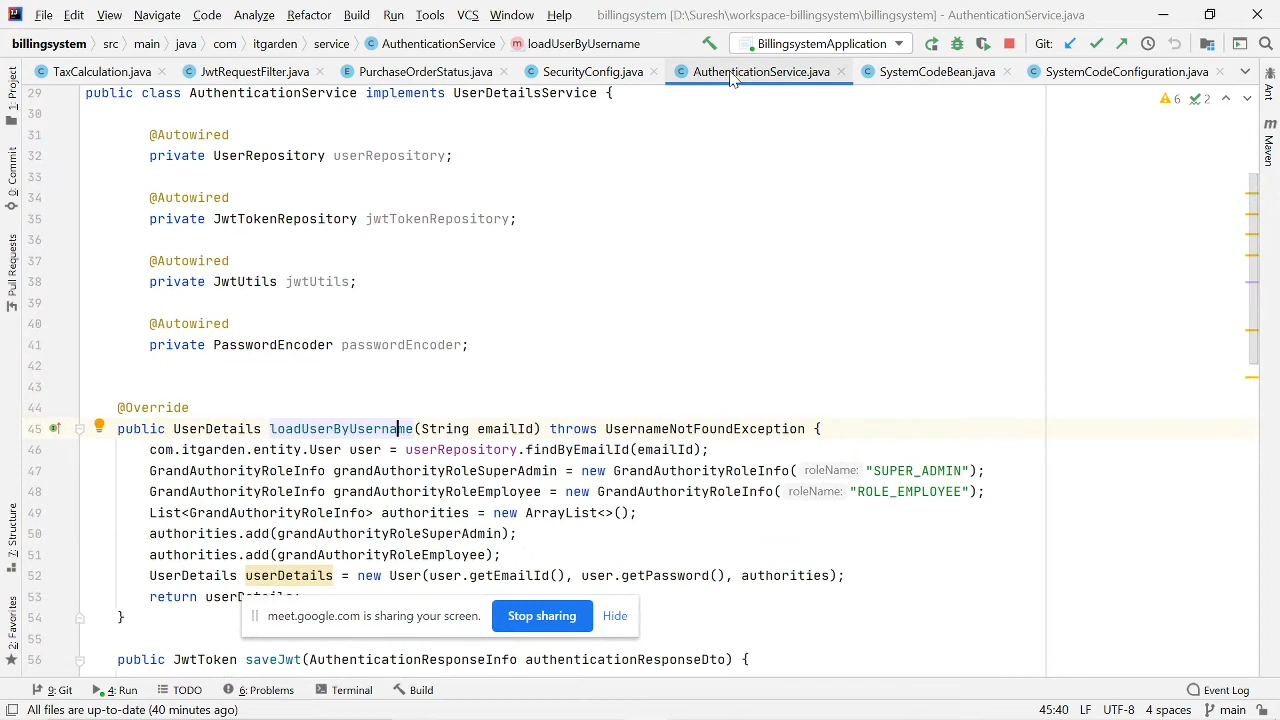 File Edit View Navigate Code Analyze Refactor Build Run Tools VCS Window Help billingsystem [D:\Suresh\workspace-billingsystem\billingsystem] - AuthenticationService.java
billingsystem src main java com itgarden service AuthenticationService loadUserByUsername BillingsystemApplication Git:
TaxCalculation.java JwtRequestFilter.java PurchaseOrderStatus.java SecurityConfig.java AuthenticationService.java SystemCodeBean.java SystemCodeConfiguration.java
1: Project
0: Commit
Pull Requests
7: Structure
2: Favorites
Ant
Maven
6 2
29 public class AuthenticationService implements UserDetailsService {
30
31 @Autowired
32 private UserRepository userRepository;
33
34 @Autowired
35 private JwtTokenRepository jwtTokenRepository;
36
37 @Autowired
38 private JwtUtils jwtUtils;
39
40 @Autowired
41 private PasswordEncoder passwordEncoder;
42
43
44 @Override
45 public UserDetails loadUserByUsername(String emailId) throws UsernameNotFoundException {
46 com.itgarden.entity.User user = userRepository.findByEmailId(emailId);
47 GrandAuthorityRoleInfo grandAuthorityRoleSuperAdmin = new GrandAuthorityRoleInfo( roleName: "SUPER_ADMIN");
48 GrandAuthorityRoleInfo grandAuthorityRoleEmployee = new GrandAuthorityRoleInfo( roleName: "ROLE_EMPLOYEE");
49 List<GrandAuthorityRoleInfo> authorities = new ArrayList<>();
50 authorities.add(grandAuthorityRoleSuperAdmin);
51 authorities.add(grandAuthorityRoleEmployee);
52 UserDetails userDetails = new User(user.getEmailId(), user.getPassword(), authorities);
53 return userDetails;
54 }
55
56 public JwtToken saveJwt(AuthenticationResponseInfo authenticationResponseDto) {
meet.google.com is sharing your screen. Stop sharing Hide
9: Git 4: Run TODO 6: Problems Terminal Build Event Log
All files are up-to-date (40 minutes ago) 45:40 LF UTF-8 4 spaces main